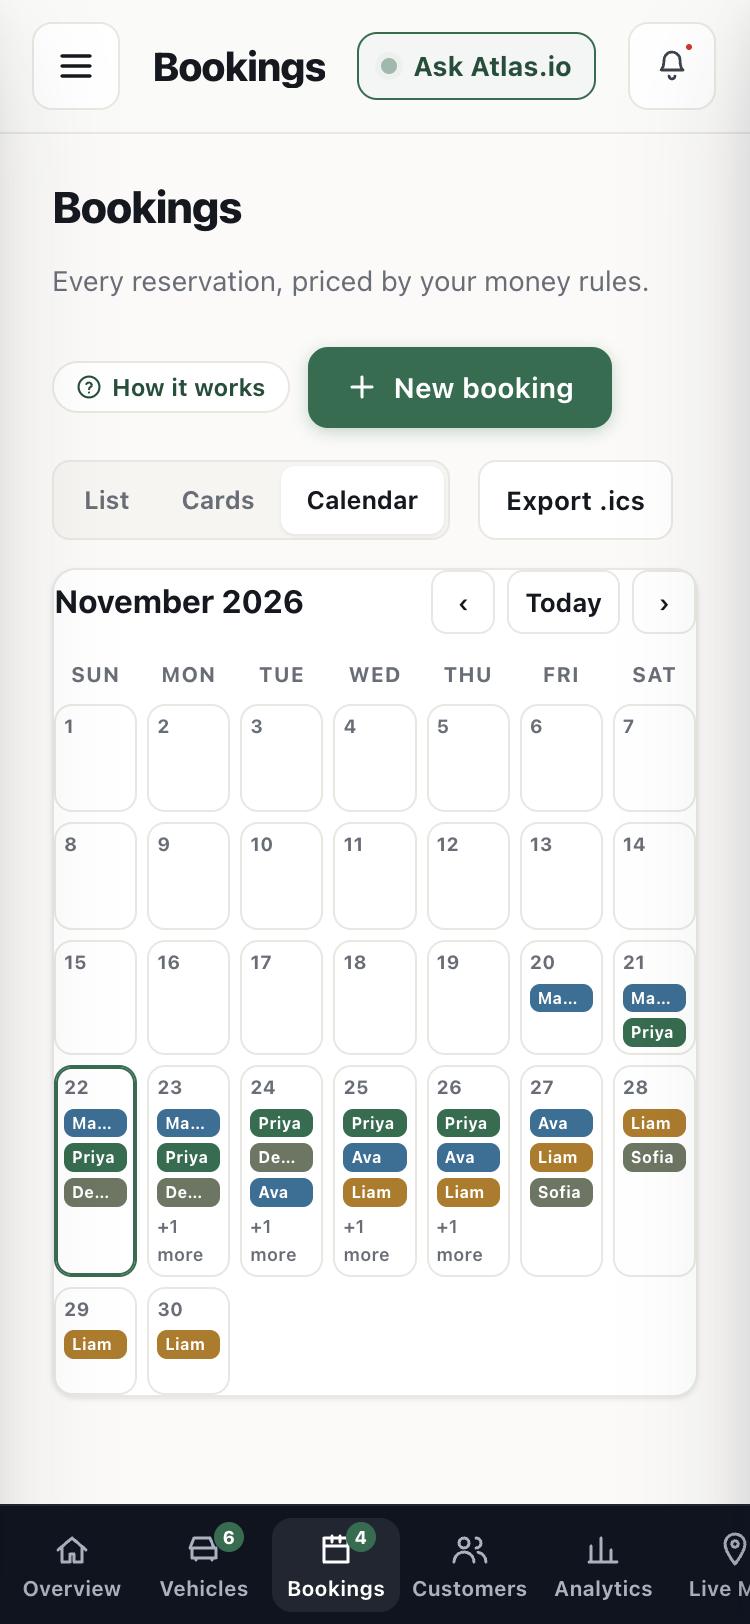 Bookings
Ask Atlas.io
Bookings
Every reservation, priced by your money rules.
How it works
+ New booking
List Cards Calendar
Export .ics
November 2026
‹ Today ›
SUN MON TUE WED THU FRI SAT
1 2 3 4 5 6 7
8 9 10 11 12 13 14
15 16 17 18 19 20 21
Ma... Ma...
Priya
22 23 24 25 26 27 28
Ma... Ma... Priya Priya Priya Ava Liam
Priya Priya De... Ava Ava Liam Sofia
De... De... Ava Liam Liam Sofia
+1 +1 +1 +1
more more more more
29 30
Liam Liam
6 4
Overview Vehicles Bookings Customers Analytics Live M